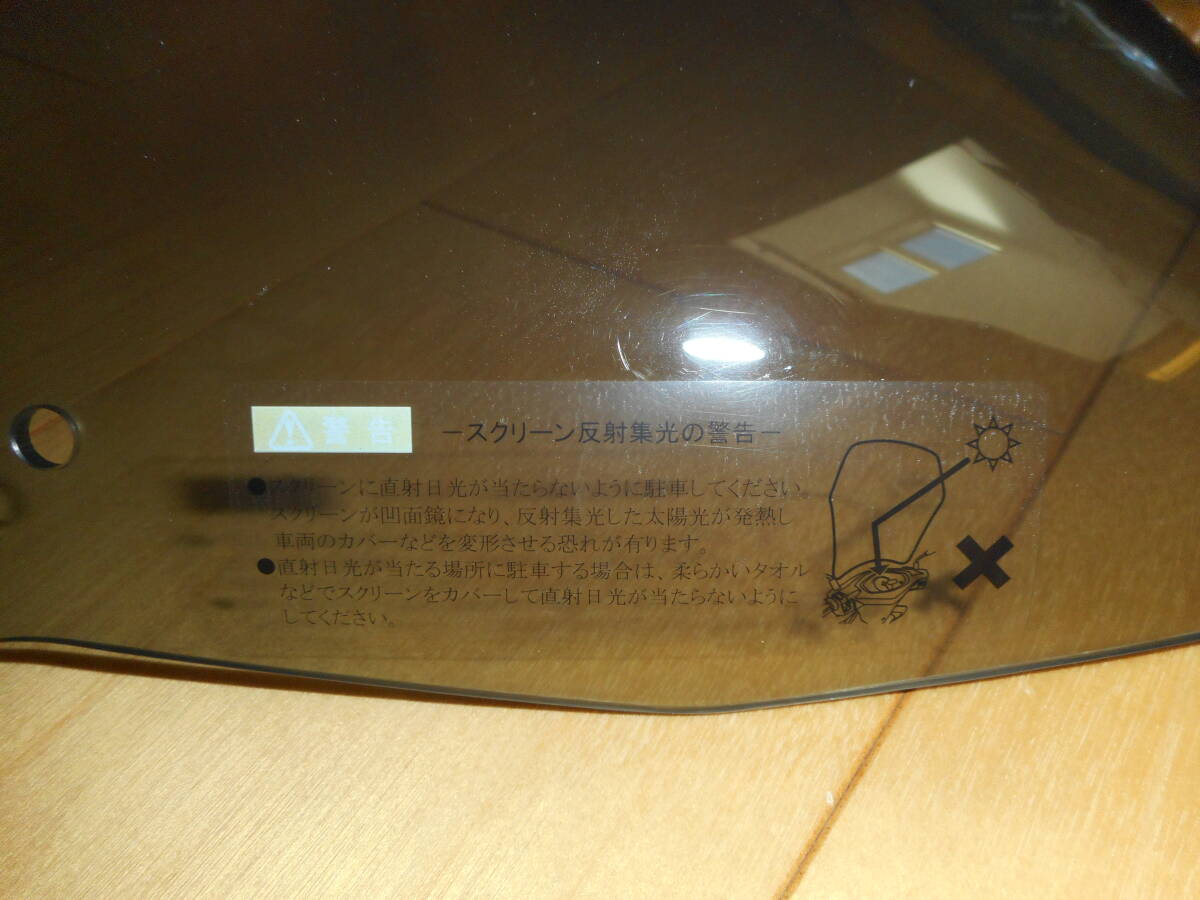 警告 －スクリーン反射集光の警告－
●スクリーンに直射日光が当たらないように駐車してください。
スクリーンが凹面鏡になり、反射集光した太陽光が発熱し
車両のカバーなどを変形させる恐れが有ります。
●直射日光が当たる場所に駐車する場合は、柔らかいタオル
などでスクリーンをカバーして直射日光が当たらないように
してください。